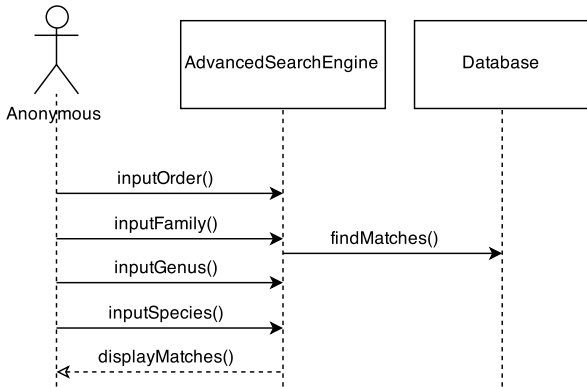 AdvancedSearchEngine
Database
Anonymous
inputOrder()
inputFamily()
findMatches()
inputGenus()
inputSpecies()
displayMatches()